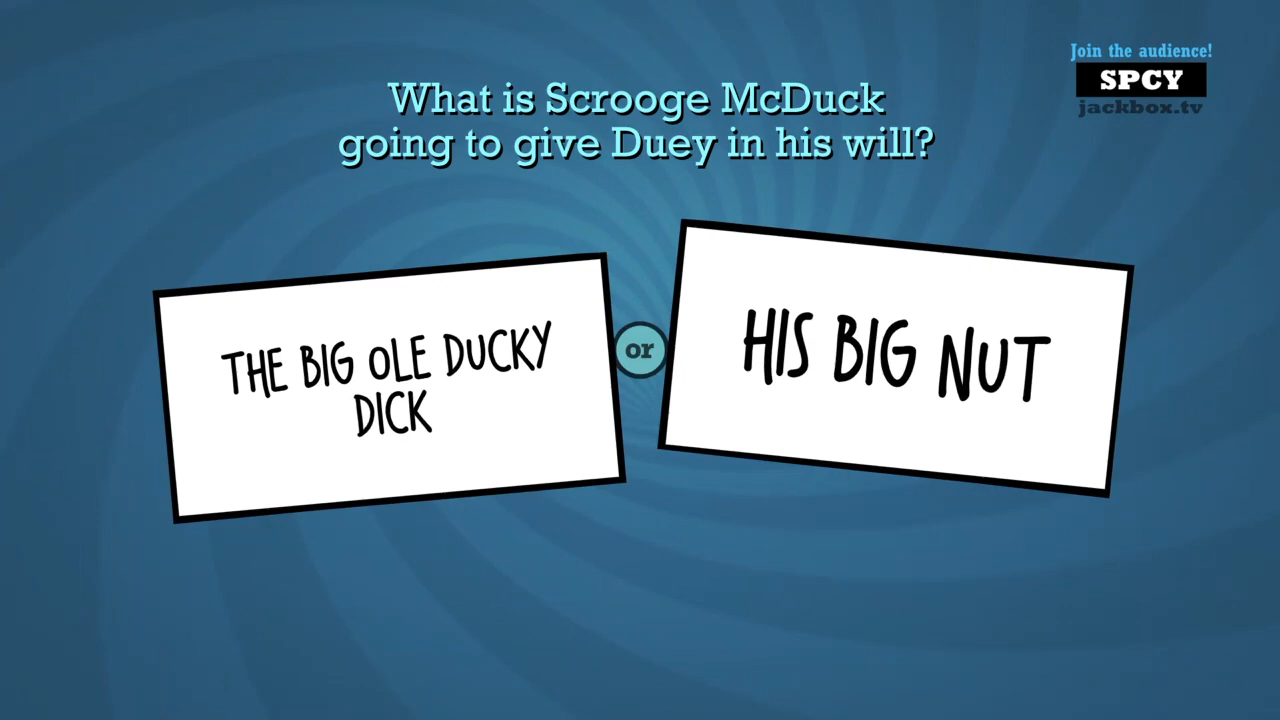 Join the audience!
SPCY
jackbox.tv
What is Scrooge McDuck
going to give Duey in his will?
THE BIG OLE DUCKY
DICK
or
HIS BIG NUT